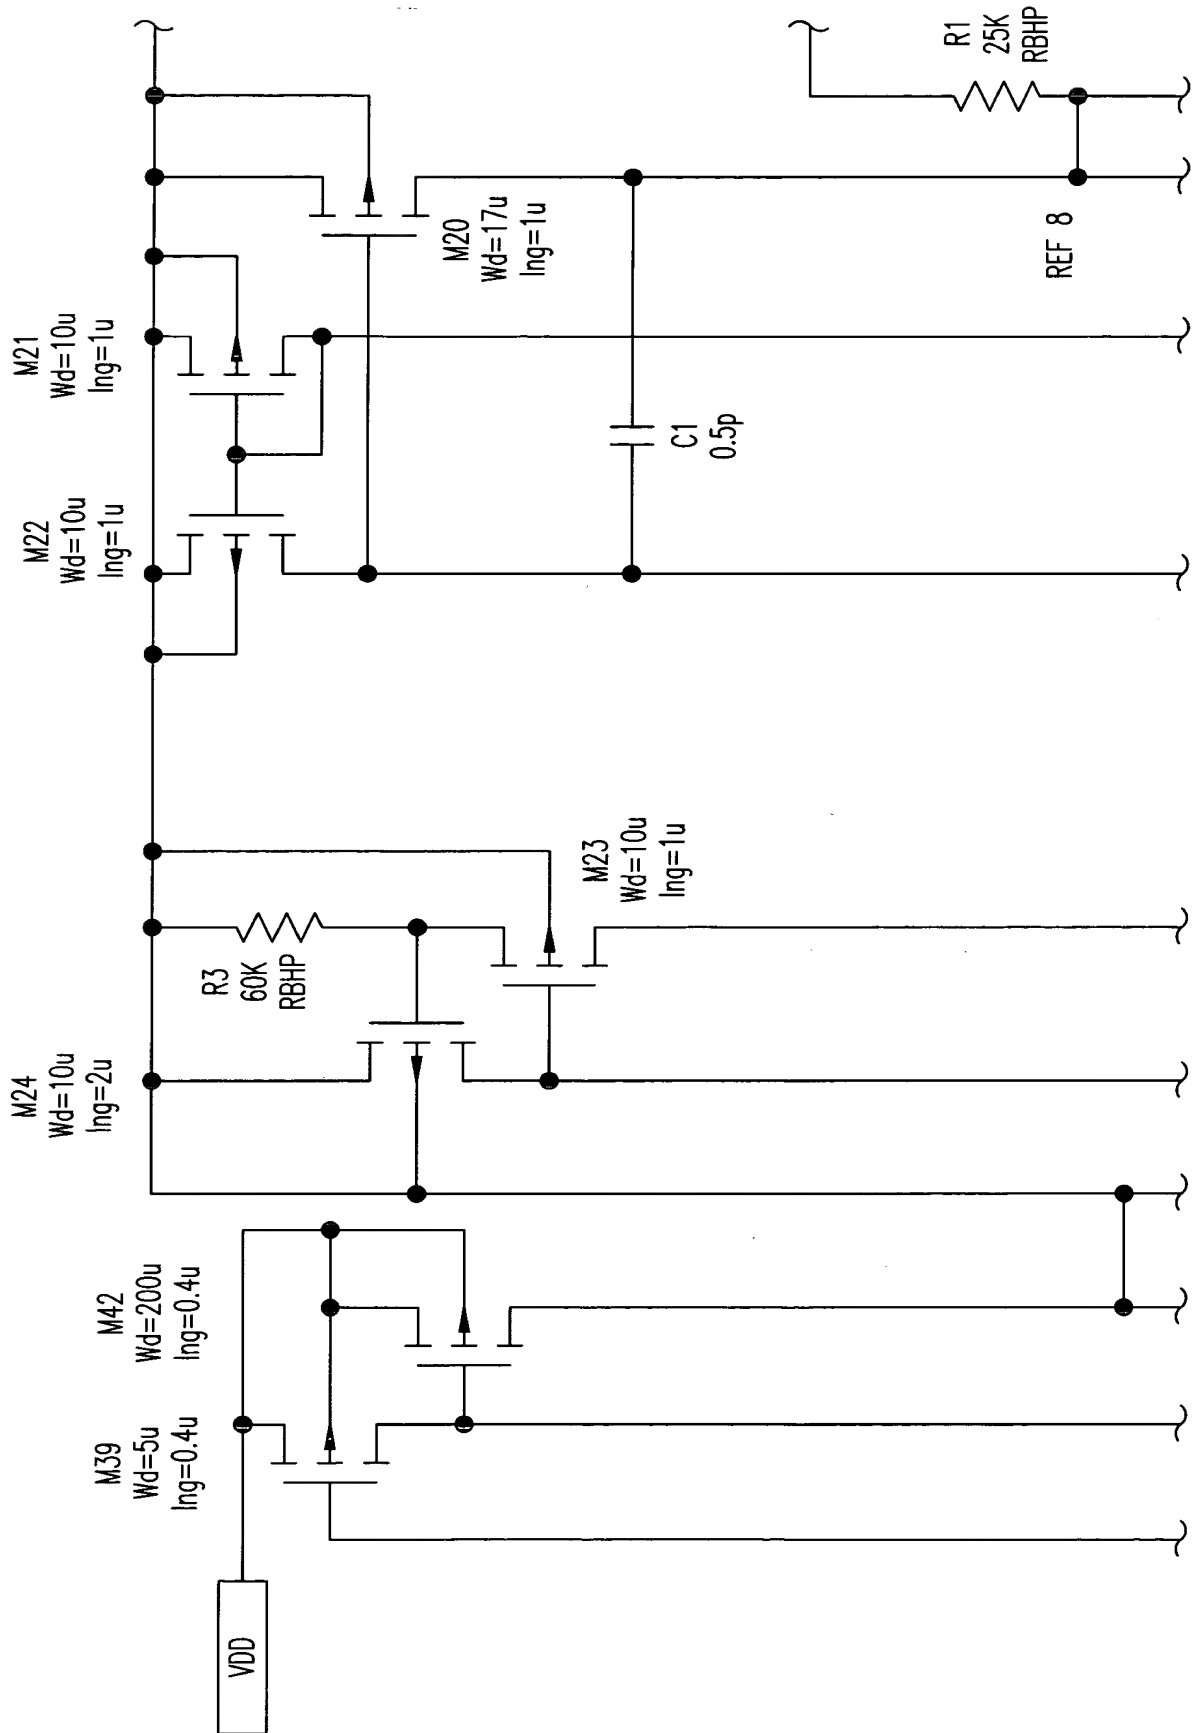 VDD
M39
Wd=5u
lng=0.4u
M42
Wd=200u
lng=0.4u
M24
Wd=10u
lng=2u
R3
60K
RBHP
M23
Wd=10u
lng=1u
M22
Wd=10u
lng=1u
M21
Wd=10u
lng=1u
M20
Wd=17u
lng=1u
C1
0.5p
REF 8
R1
25K
RBHP